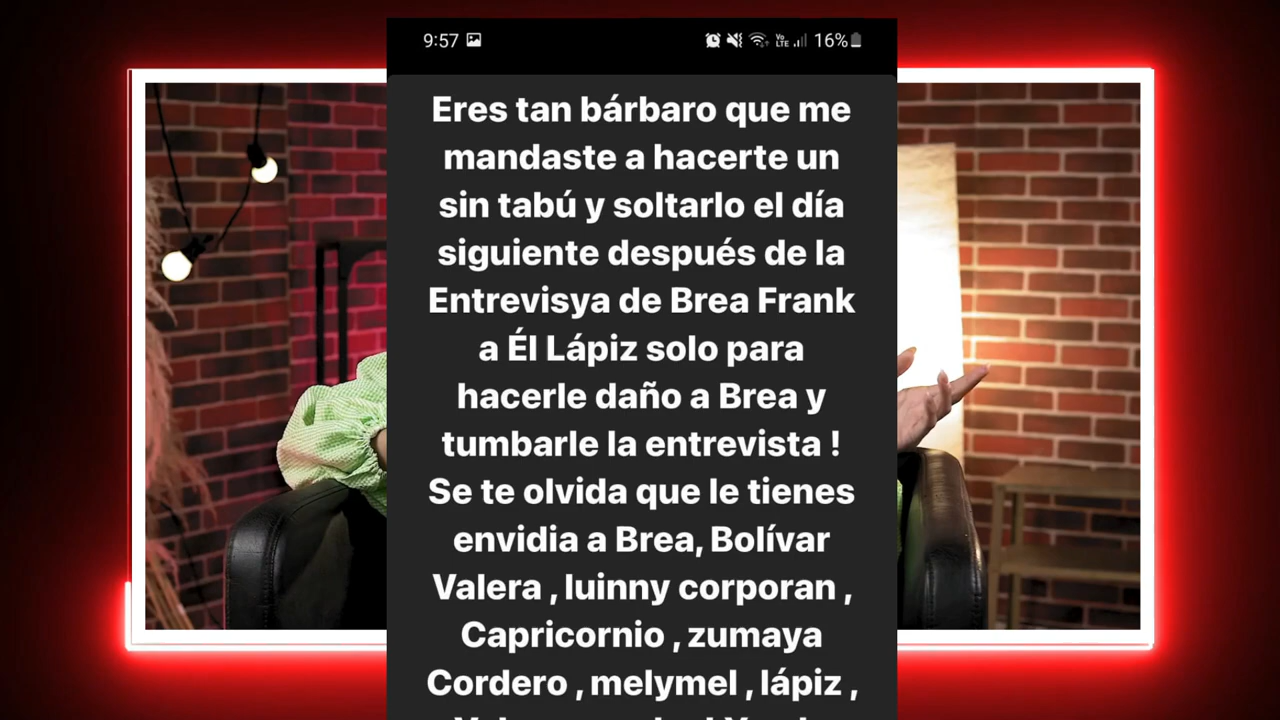 9:57
Vo LTE
16%
Eres tan bárbaro que me
mandaste a hacerte un
sin tabú y soltarlo el día
siguiente después de la
Entrevisya de Brea Frank
a Él Lápiz solo para
hacerle daño a Brea y
tumbarle la entrevista !
Se te olvida que le tienes
envidia a Brea, Bolívar
Valera , luinny corporan ,
Capricornio , zumaya
Cordero , melymel , lápiz ,